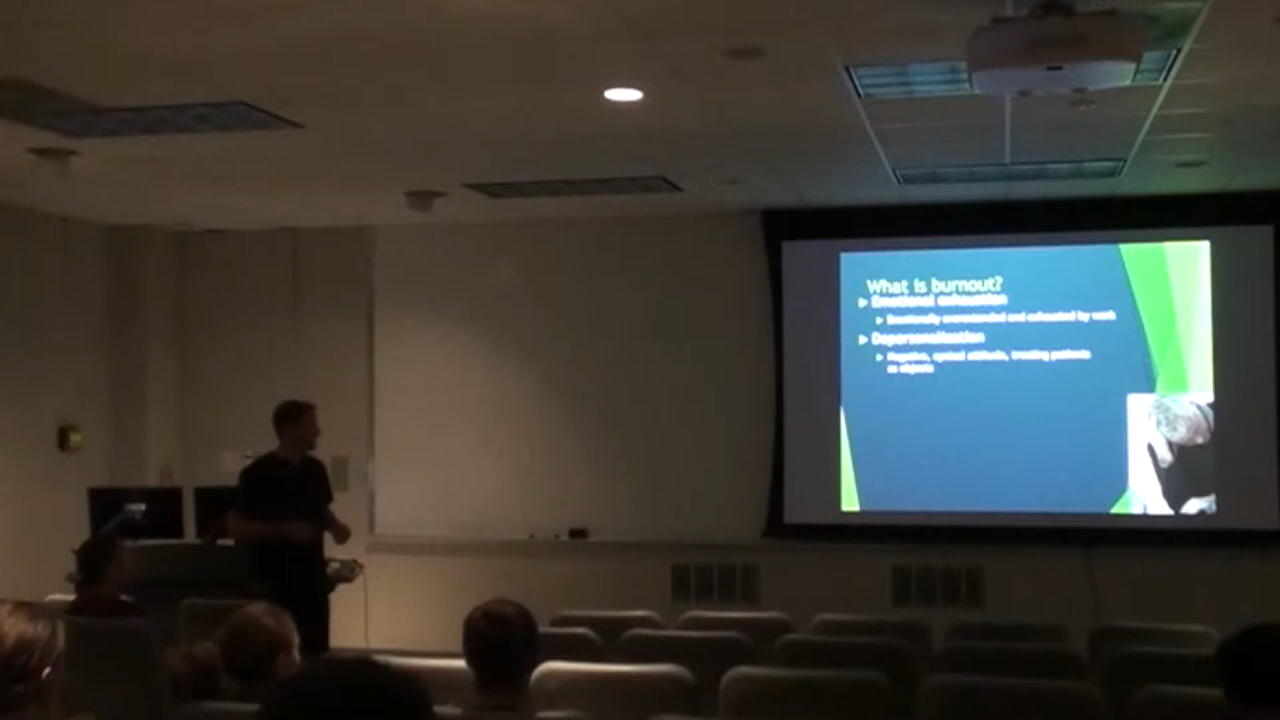 What is burnout?
Emotional exhaustion
Emotionally overextended and exhausted by work
Depersonalization
Negative, cynical attitude, treating patients
as objects